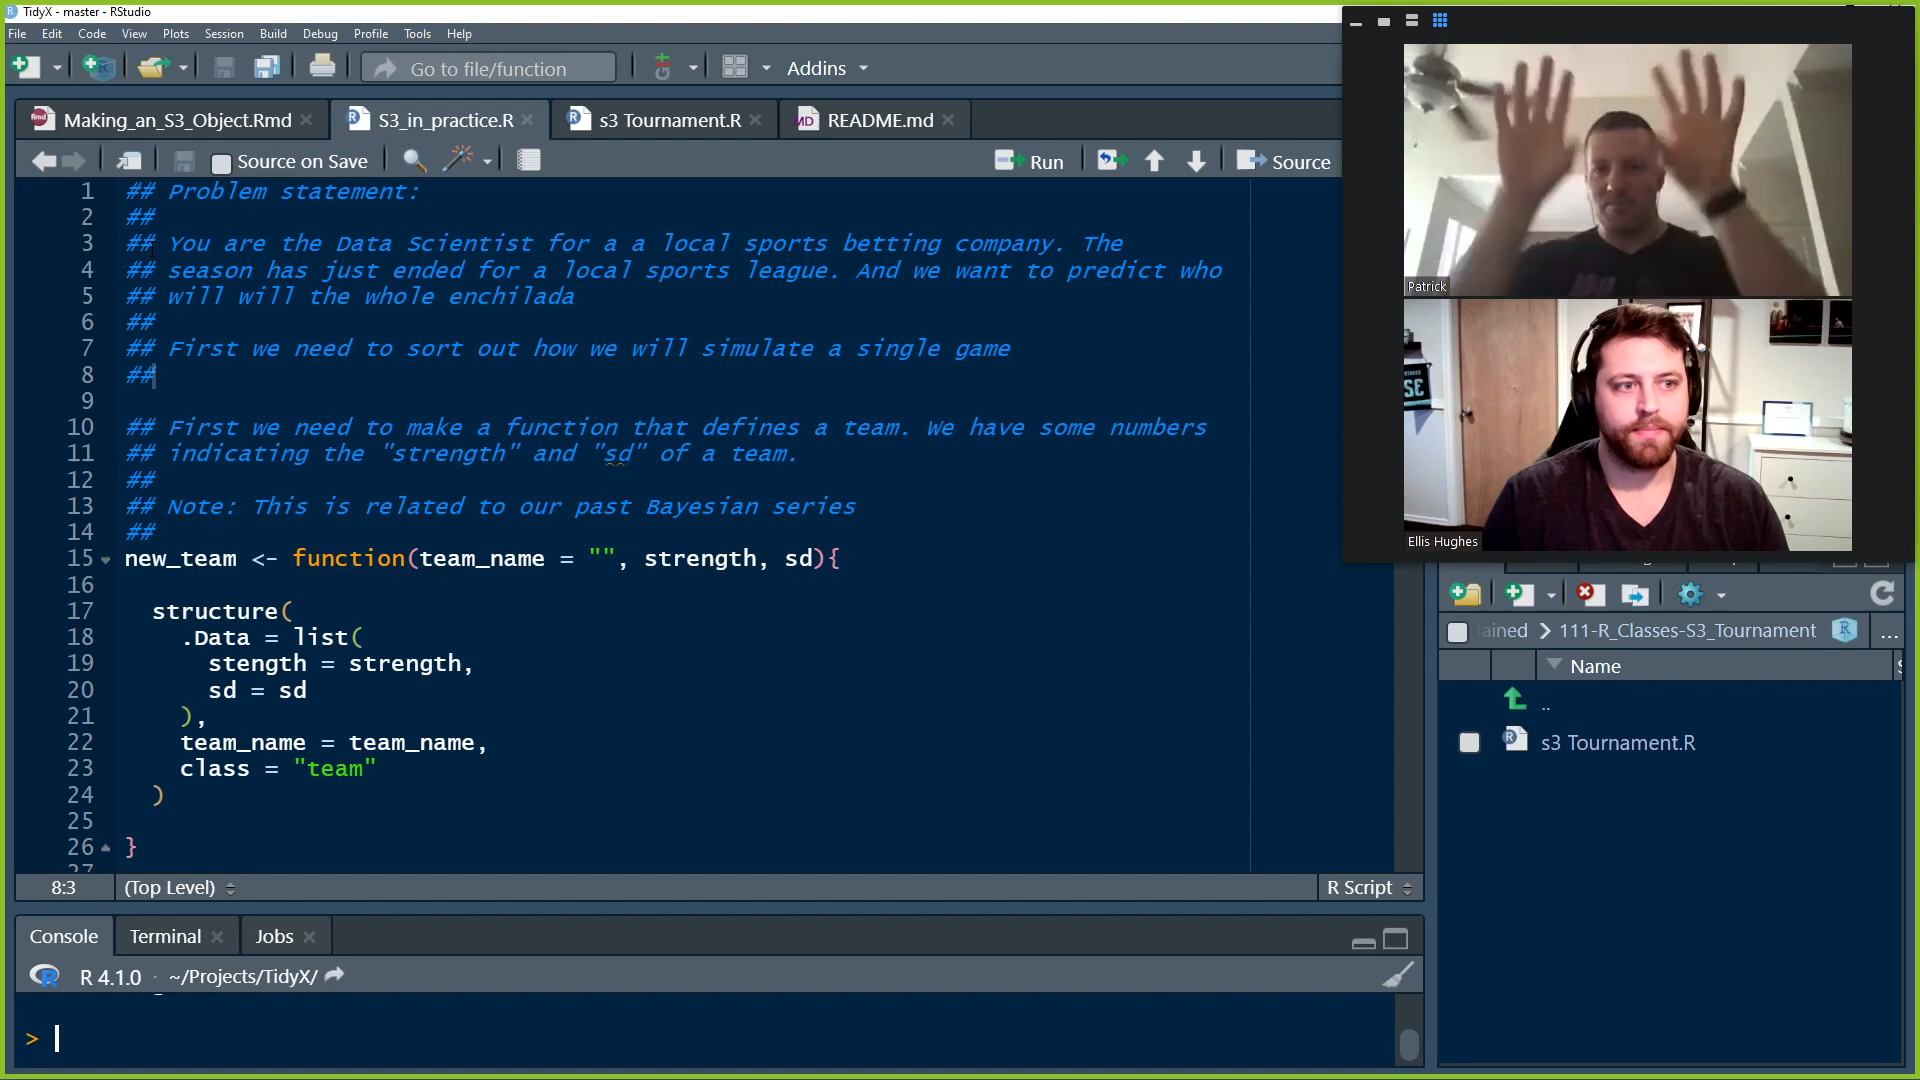 TidyX - master - RStudio
File Edit Code View Plots Session Build Debug Profile Tools Help
Go to file/function
Addins
Making_an_S3_Object.Rmd
S3_in_practice.R
s3 Tournament.R
README.md
Source on Save
Run
Source
1 ## Problem statement:
2 ##
3 ## You are the Data Scientist for a a local sports betting company. The
4 ## season has just ended for a local sports league. And we want to predict who
5 ## will will the whole enchilada
6 ##
7 ## First we need to sort out how we will simulate a single game
8 ##
9
10 ## First we need to make a function that defines a team. We have some numbers
11 ## indicating the "strength" and "sd" of a team.
12 ##
13 ## Note: This is related to our past Bayesian series
14 ##
15 new_team <- function(team_name = "", strength, sd){
16
17 structure(
18 .Data = list(
19 stength = strength,
20 sd = sd
21 ),
22 team_name = team_name,
23 class = "team"
24 )
25
26 }
27
8:3 (Top Level) R Script
Console Terminal Jobs
R 4.1.0 · ~/Projects/TidyX/
>
Patrick
Ellis Hughes
111-R_Classes-S3_Tournament
...
Name
..
s3 Tournament.R